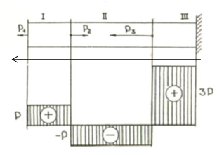 I II III
P₁ P₂ P₃
P + -P - + 3P